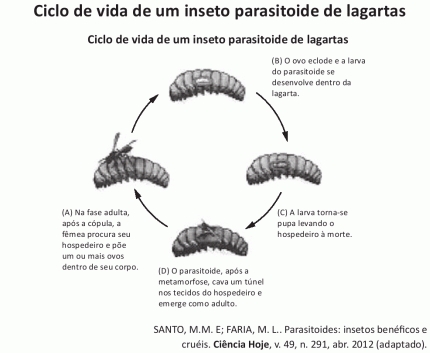 Ciclo de vida de um inseto parasitoide de lagartas
Ciclo de vida de um inseto parasitoide de lagartas
(B) O ovo eclode e a larva
do parasitoide se
desenvolve dentro da
lagarta.
(A) Na fase adulta,
após a cópula, a
fêmea procura seu
hospedeiro e põe
um ou mais ovos
dentro de seu corpo.
(C) A larva torna-se
pupa levando o
hospedeiro à morte.
(D) O parasitoide, após a
metamorfose, cava um túnel
nos tecidos do hospedeiro e
emerge como adulto.
SANTO, M.M. E; FARIA, M. L.. Parasitoides: insetos benéficos e
cruéis. Ciência Hoje, v. 49, n. 291, abr. 2012 (adaptado).